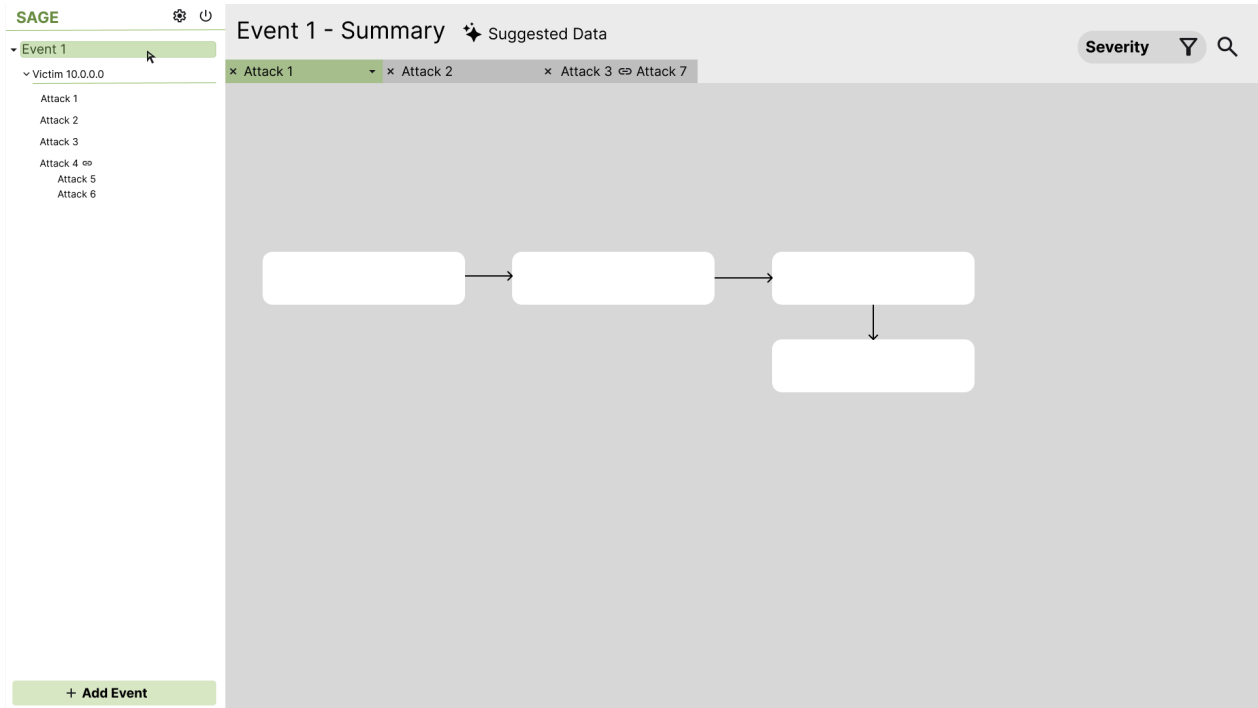 SAGE
Event 1
Victim 10.0.0.0
Attack 1
Attack 2
Attack 3
Attack 4
Attack 5
Attack 6
+ Add Event
Event 1 - Summary
Suggested Data
Severity
× Attack 1
× Attack 2
× Attack 3 Attack 7